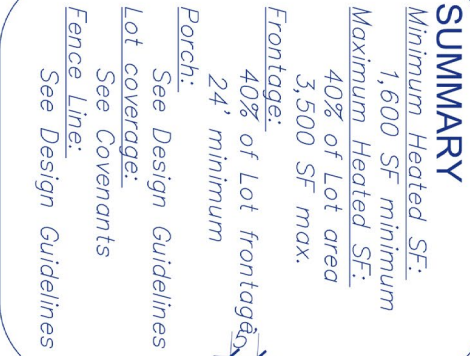 SUMMARY
Minimum Heated SF:
1,600 SF minimum
Maximum Heated SF:
40% of Lot area
3,500 SF max.
Frontage:
40% of Lot frontage,
24' minimum
Porch:
See Design Guidelines
Lot coverage:
See Covenants
Fence Line:
See Design Guidelines